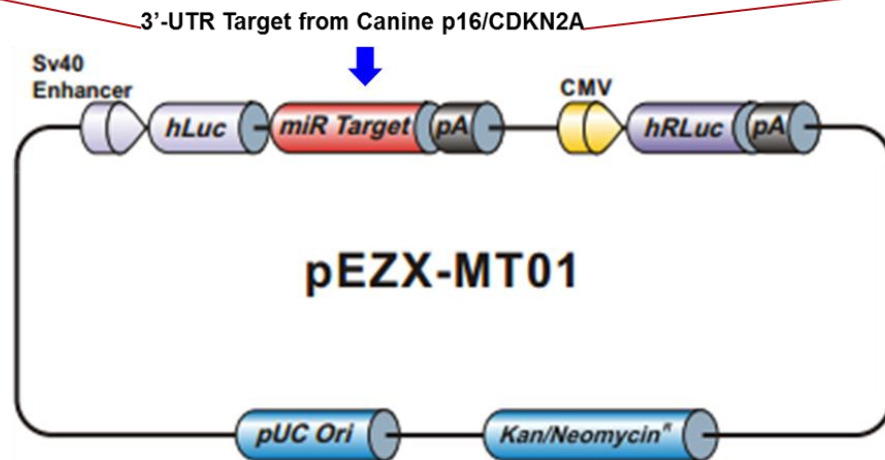 3’-UTR Target from Canine p16/CDKN2A
Sv40
Enhancer
CMV
hLuc
miR Target
pA
hRLuc
pA
pEZX-MT01
pUC Ori
Kan/Neomycinᴿ